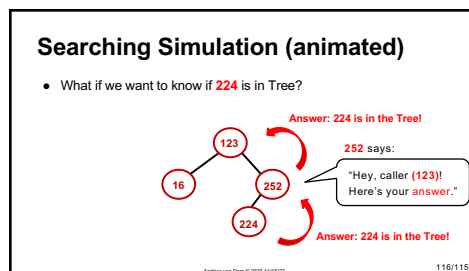 Searching Simulation (animated)
● What if we want to know if 224 is in Tree?
Answer: 224 is in the Tree!
123
252 says:
16
252
"Hey, caller (123)!
Here's your answer."
224
Answer: 224 is in the Tree!
116/115